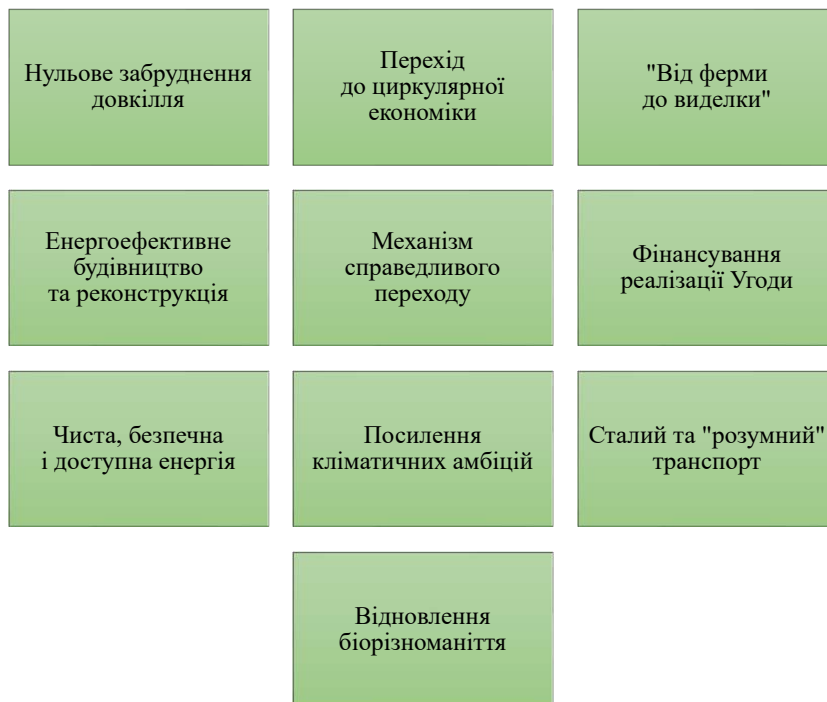 Нульове забруднення
довкілля
Перехід
до циркулярної
економіки
"Від ферми
до виделки"
Енергоефективне
будівництво
та реконструкція
Механізм
справедливого
переходу
Фінансування
реалізації Угоди
Чиста, безпечна
і доступна енергія
Посилення
кліматичних амбіцій
Сталий та "розумний"
транспорт
Відновлення
біорізноманіття